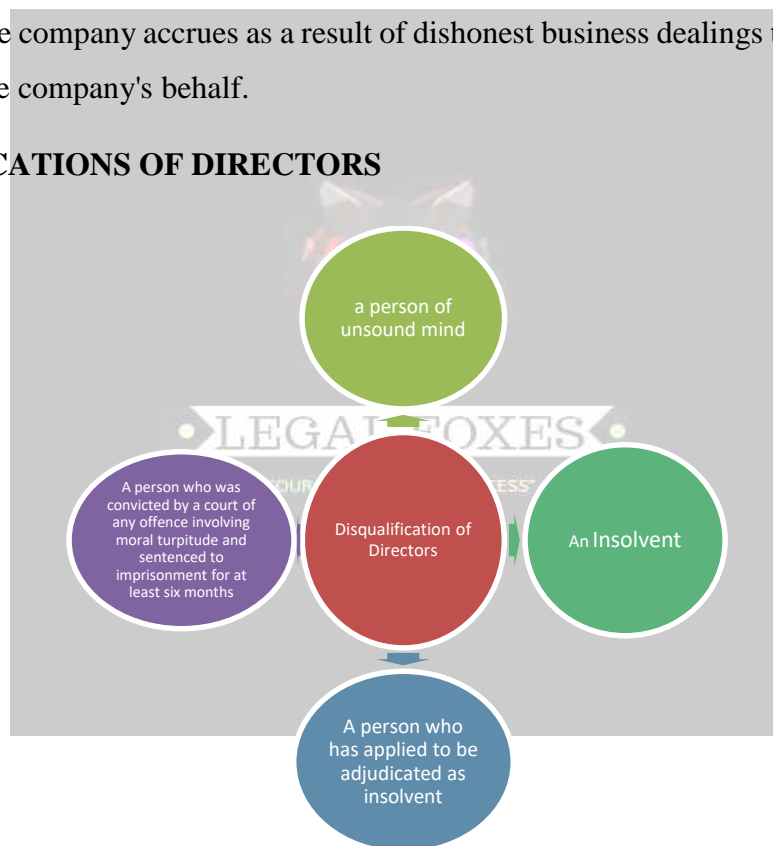 e company accrues as a result of dishonest business dealings
e company's behalf.
CATIONS OF DIRECTORS
a person of
unsound mind
LEGAL FOXES
A person who was
convicted by a court of
any offence involving
moral turpitude and
sentenced to
imprisonment for at
least six months
Disqualification of
Directors
An Insolvent
A person who
has applied to be
adjudicated as
insolvent